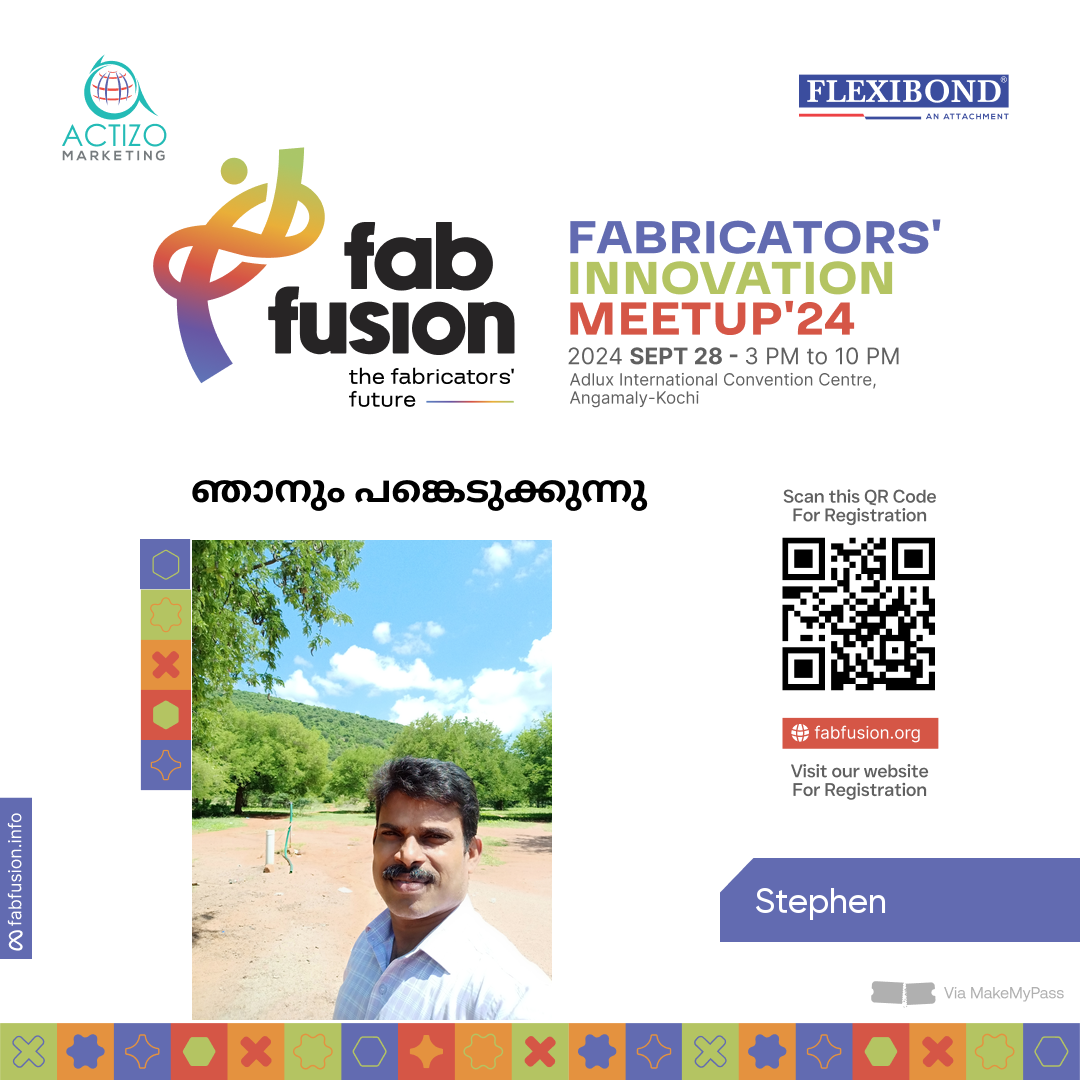 ACTIZO
MARKETING
FLEXIBOND®
AN ATTACHMENT
fab
fusion
the fabricators'
future
FABRICATORS'
INNOVATION
MEETUP'24
2024 SEPT 28 - 3 PM to 10 PM
Adlux International Convention Centre,
Angamaly-Kochi
ഞാനും പങ്കെടുക്കുന്നു
Scan this QR Code
For Registration
fabfusion.org
Visit our website
For Registration
fabfusion.info
Stephen
Via MakeMyPass